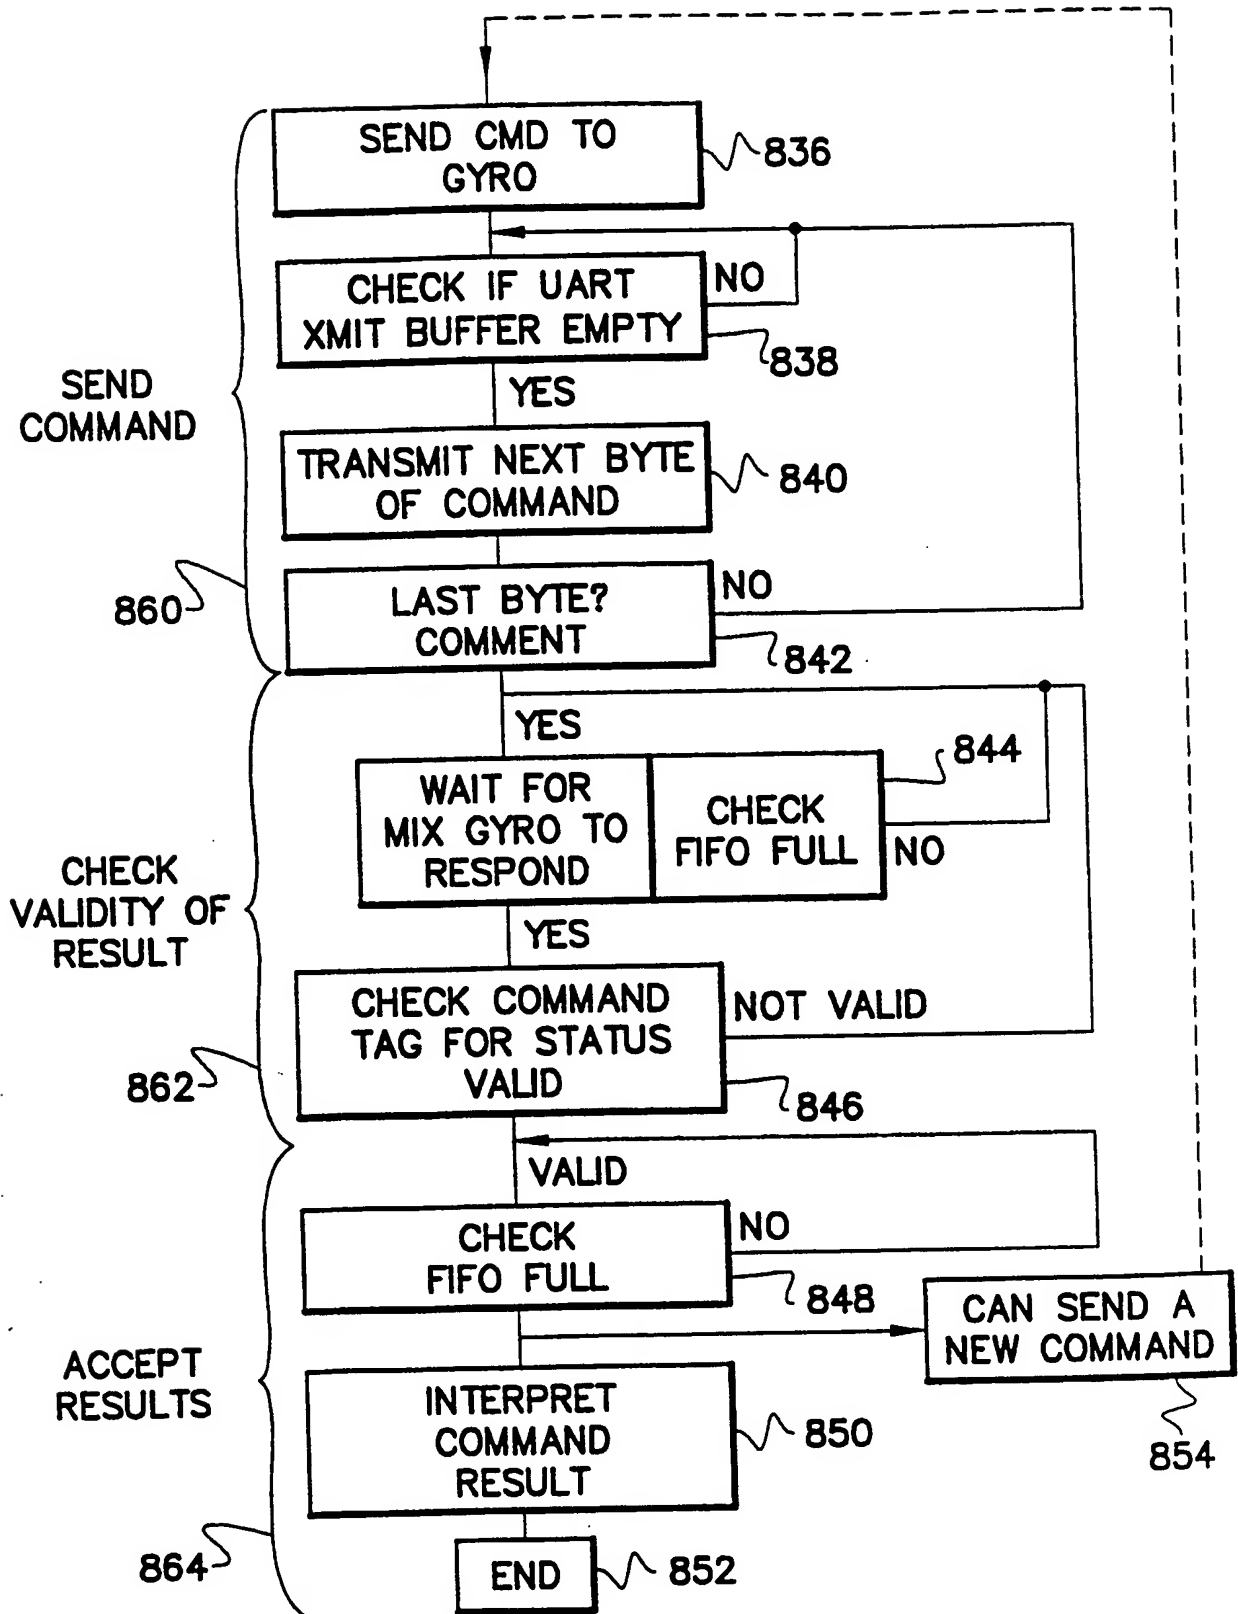 SEND CMD TO
GYRO
836
CHECK IF UART
XMIT BUFFER EMPTY
NO
838
SEND
COMMAND
YES
TRANSMIT NEXT BYTE
OF COMMAND
840
LAST BYTE?
COMMENT
NO
842
860
YES
WAIT FOR
MIX GYRO TO
RESPOND
CHECK
FIFO FULL
844
NO
CHECK
VALIDITY OF
RESULT
YES
CHECK COMMAND
TAG FOR STATUS
VALID
NOT VALID
846
862
VALID
CHECK
FIFO FULL
NO
848
CAN SEND A
NEW COMMAND
854
ACCEPT
RESULTS
INTERPRET
COMMAND
RESULT
850
864
END
852